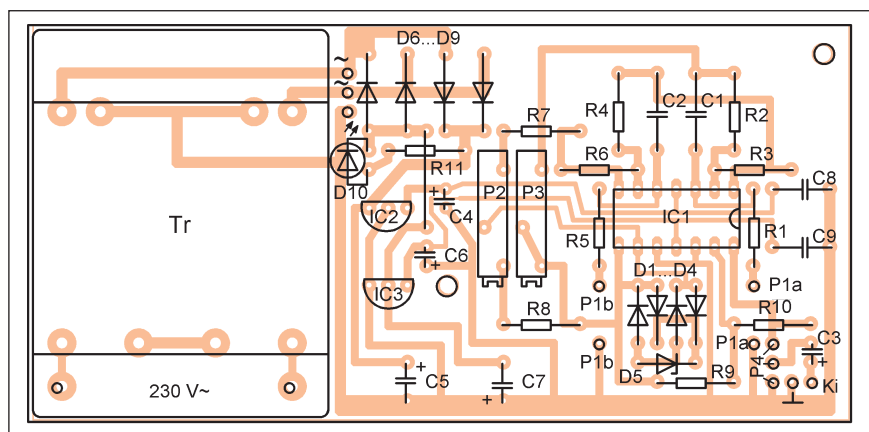 ~
D6...D9
~
R7
R4
C2
C1
R2
R11
R6
R3
D10
P2
P3
C8
IC2
C4
IC1
Tr
R5
R1
C9
C6
D1...D4
IC3
P1b
P1a
R8
R10
P1a
C3
P1b
P4
+
+
+
+
+
D5
R9
Ki
230 V~
C5
C7